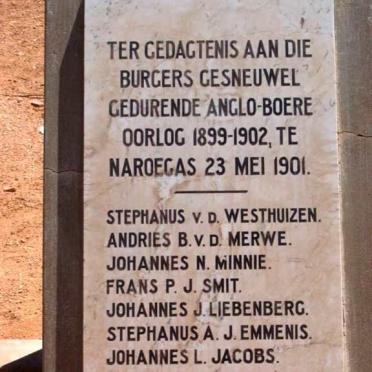 TER GEDAGTENIS AAN DIE
BURGERS GESNEUWEL
GEDURENDE ANGLO-BOERE
OORLOG 1899-1902, TE
NAROEGAS 23 MEI 1901.
STEPHANUS V. D. WESTHUIZEN.
ANDRIES B. V. D. MERWE.
JOHANNES N. MINNIE.
FRANS P. J. SMIT.
JOHANNES J. LIEBENBERG.
STEPHANUS A. J. EMMENIS.
JOHANNES L. JACOBS.